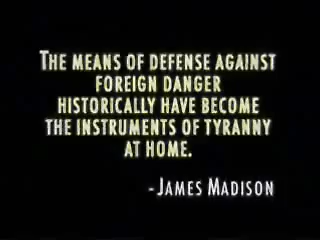 THE MEANS OF DEFENSE AGAINST
FOREIGN DANGER
HISTORICALLY HAVE BECOME
THE INSTRUMENTS OF TYRANNY
AT HOME.
-JAMES MADISON